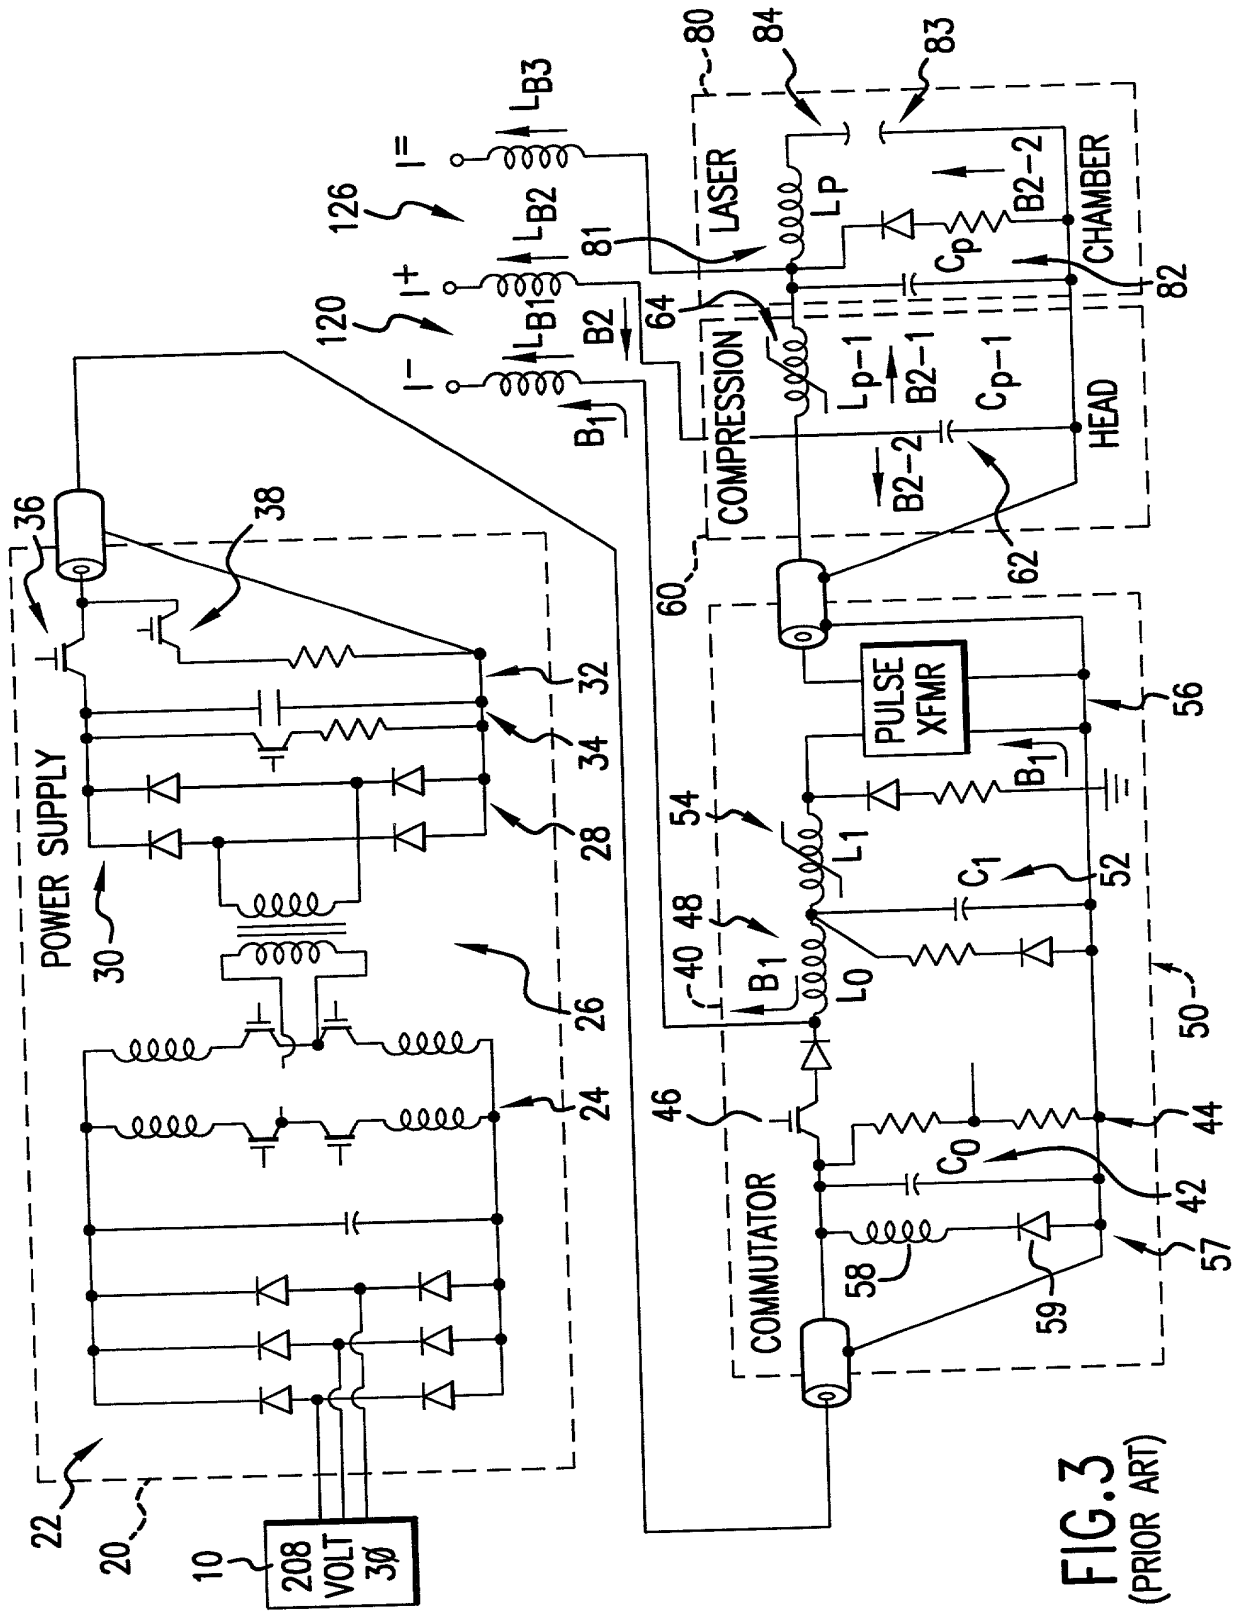 10
208
VOLT
3Ø
20
22
POWER SUPPLY
30
24
26
28
34
32
36
38
120
126
I-
I+
I=
LB1
LB2
LB3
B1
B2
COMMUTATOR
40
42
44
46
48
50
52
54
56
57
58
59
C0
L0
B1
C1
L1
B1
PULSE
XFMR
60
COMPRESSION
HEAD
62
64
Lp-1
B2-1
Cp-1
B2-2
80
LASER
CHAMBER
81
82
83
84
LP
Cp
B2-2
FIG.3
(PRIOR ART)